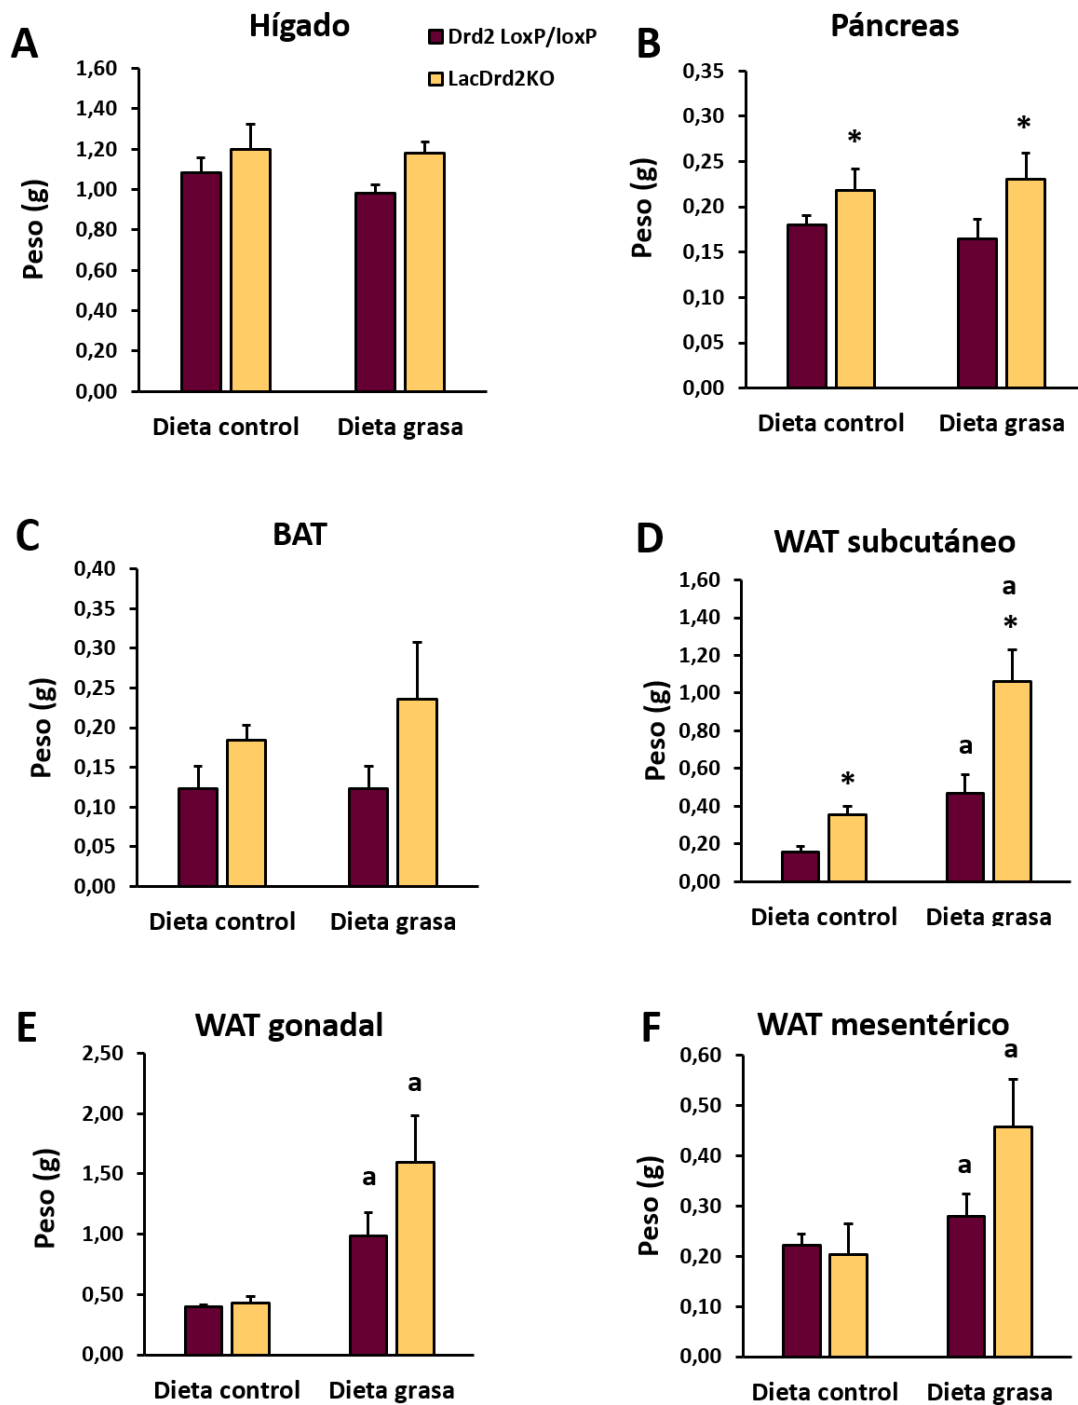 A
Hígado
Drd2 LoxP/loxP
LacDrd2KO
Peso (g)
1,60
1,40
1,20
1,00
0,80
0,60
0,40
0,20
0,00
Dieta control
Dieta grasa
B
Páncreas
Peso (g)
0,35
0,30
0,25
0,20
0,15
0,10
0,05
0,00
*
*
Dieta control
Dieta grasa
C
BAT
Peso (g)
0,40
0,35
0,30
0,25
0,20
0,15
0,10
0,05
0,00
Dieta control
Dieta grasa
D
WAT subcutáneo
Peso (g)
1,60
1,40
1,20
1,00
0,80
0,60
0,40
0,20
0,00
*
a
a
*
Dieta control
Dieta grasa
E
WAT gonadal
Peso (g)
2,50
2,00
1,50
1,00
0,50
0,00
a
a
Dieta control
Dieta grasa
F
WAT mesentérico
Peso (g)
0,60
0,50
0,40
0,30
0,20
0,10
0,00
a
a
Dieta control
Dieta grasa